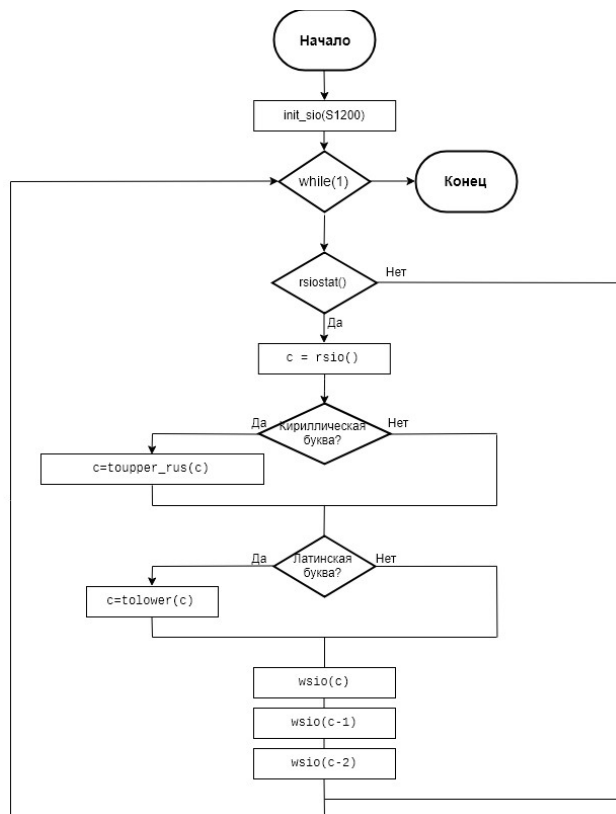 Начало
init_sio(S1200)
while(1)
Конец
rsiostat()
Нет
Да
c = rsio()
Да
Кириллическая
буква?
Нет
c=toupper_rus(c)
Да
Латинская
буква?
Нет
c=tolower(c)
wsio(c)
wsio(c-1)
wsio(c-2)